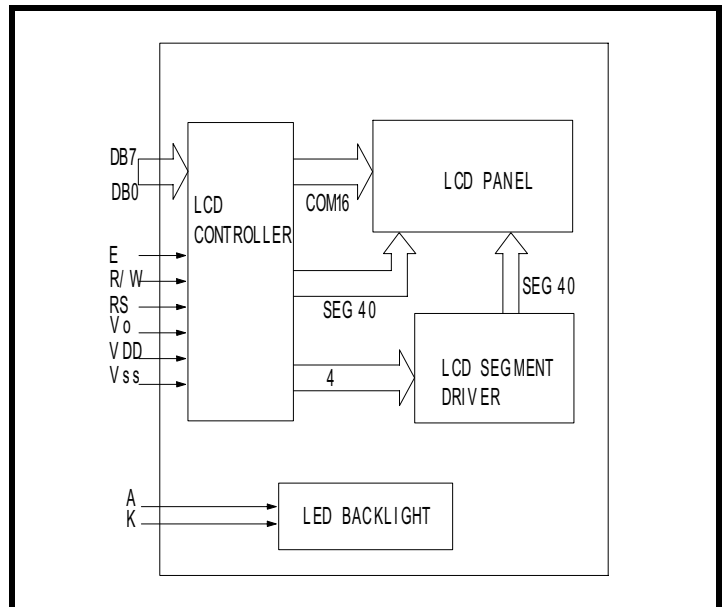 DB7
DB0
LCD
CONTROLLER
COM16
LCD PANEL
E
R/W
RS
Vo
VDD
Vss
SEG 40
SEG 40
4
LCD SEGMENT
DRIVER
A
K
LED BACKLIGHT